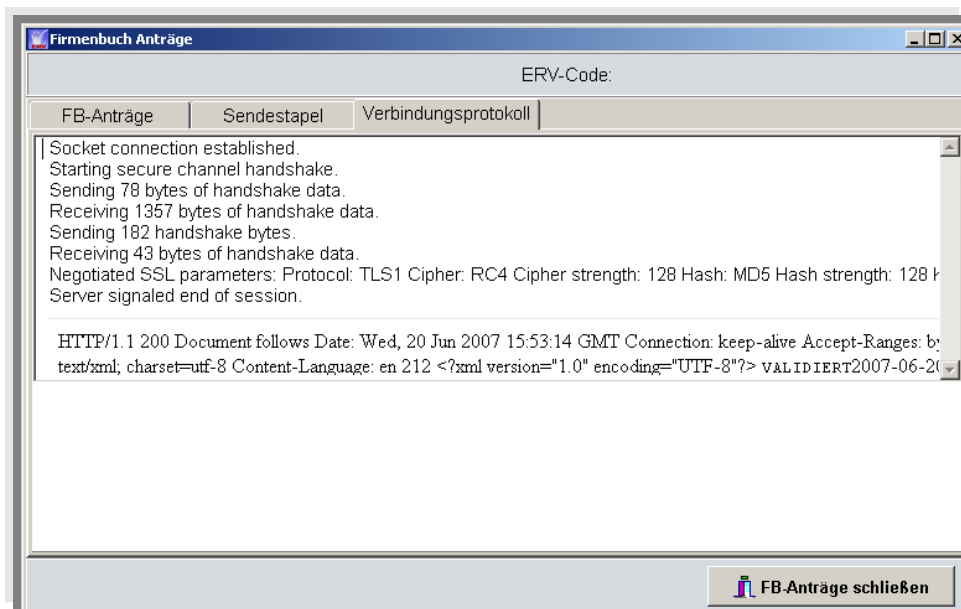 Firmenbuch Anträge
ERV-Code:
FB-Anträge Sendestapel Verbindungsprotokoll
Socket connection established.
Starting secure channel handshake.
Sending 78 bytes of handshake data.
Receiving 1357 bytes of handshake data.
Sending 182 handshake bytes.
Receiving 43 bytes of handshake data.
Negotiated SSL parameters: Protocol: TLS1 Cipher: RC4 Cipher strength: 128 Hash: MD5 Hash strength: 128
Server signaled end of session.
HTTP/1.1 200 Document follows Date: Wed, 20 Jun 2007 15:53:14 GMT Connection: keep-alive Accept-Ranges:
text/xml; charset=utf-8 Content-Language: en 212 <?xml version="1.0" encoding="UTF-8"?> VALIDIERT2007-06-20
FB-Anträge schließen